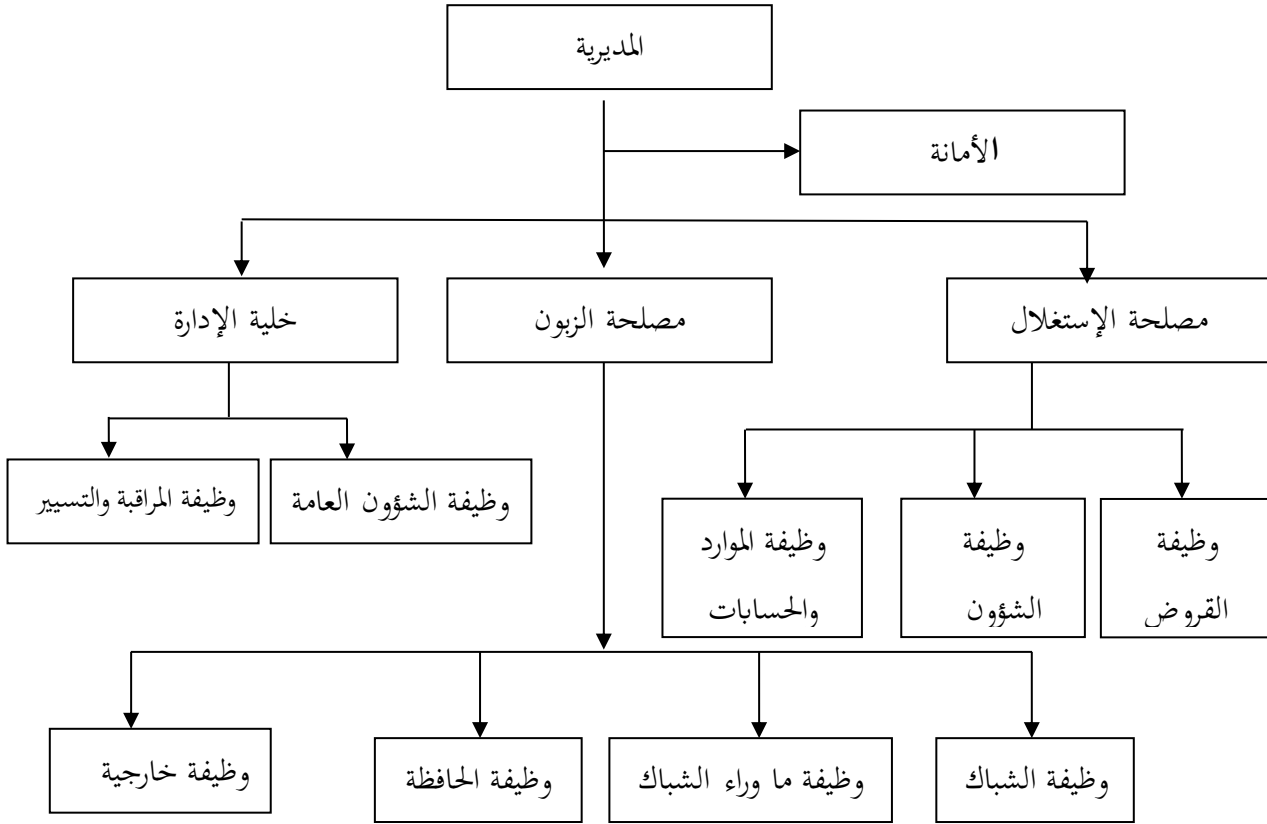 المديرية
الأمانة
مصلحة الإستغلال
مصلحة الزبون
خلية الإدارة
وظيفة الشؤون العامة
وظيفة المراقبة والتسيير
وظيفة
القروض
وظيفة
الشؤون
وظيفة الموارد
والحسابات
وظيفة الشباك
وظيفة ما وراء الشباك
وظيفة الحافظة
وظيفة خارجية